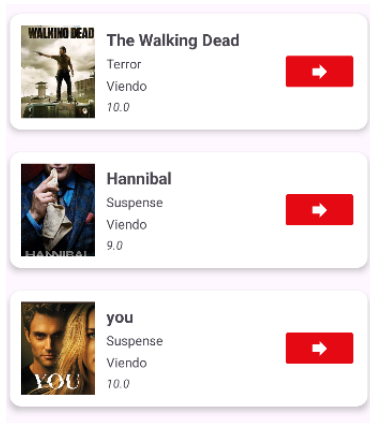 WALKING DEAD
The Walking Dead
Terror
Viendo
10.0
HANNIBAL
Hannibal
Suspense
Viendo
9.0
YOU
you
Suspense
Viendo
10.0